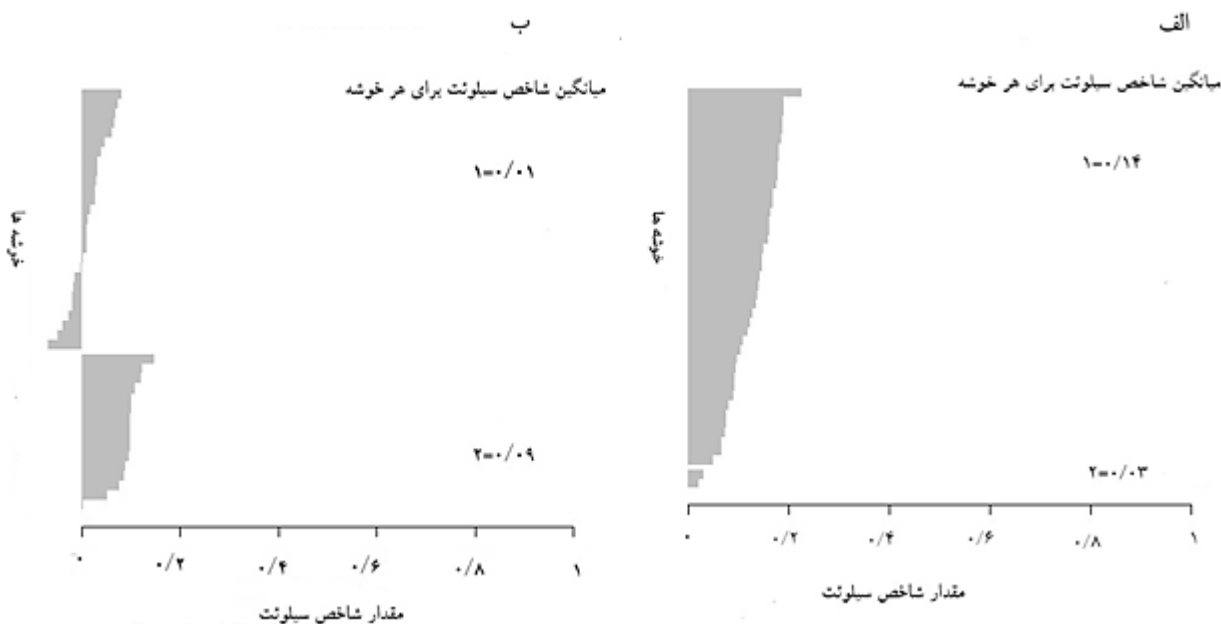 الف
میانگین شاخص سیلوئت برای هر خوشه
۱=۰/۱۴
خوشه ها
۲=۰/۰۳
۰ ۰/۲ ۰/۴ ۰/۶ ۰/۸ ۱
مقدار شاخص سیلوئت
ب
میانگین شاخص سیلوئت برای هر خوشه
۱=۰/۰۱
خوشه ها
۲=۰/۰۹
۰ ۰/۲ ۰/۴ ۰/۶ ۰/۸ ۱
مقدار شاخص سیلوئت